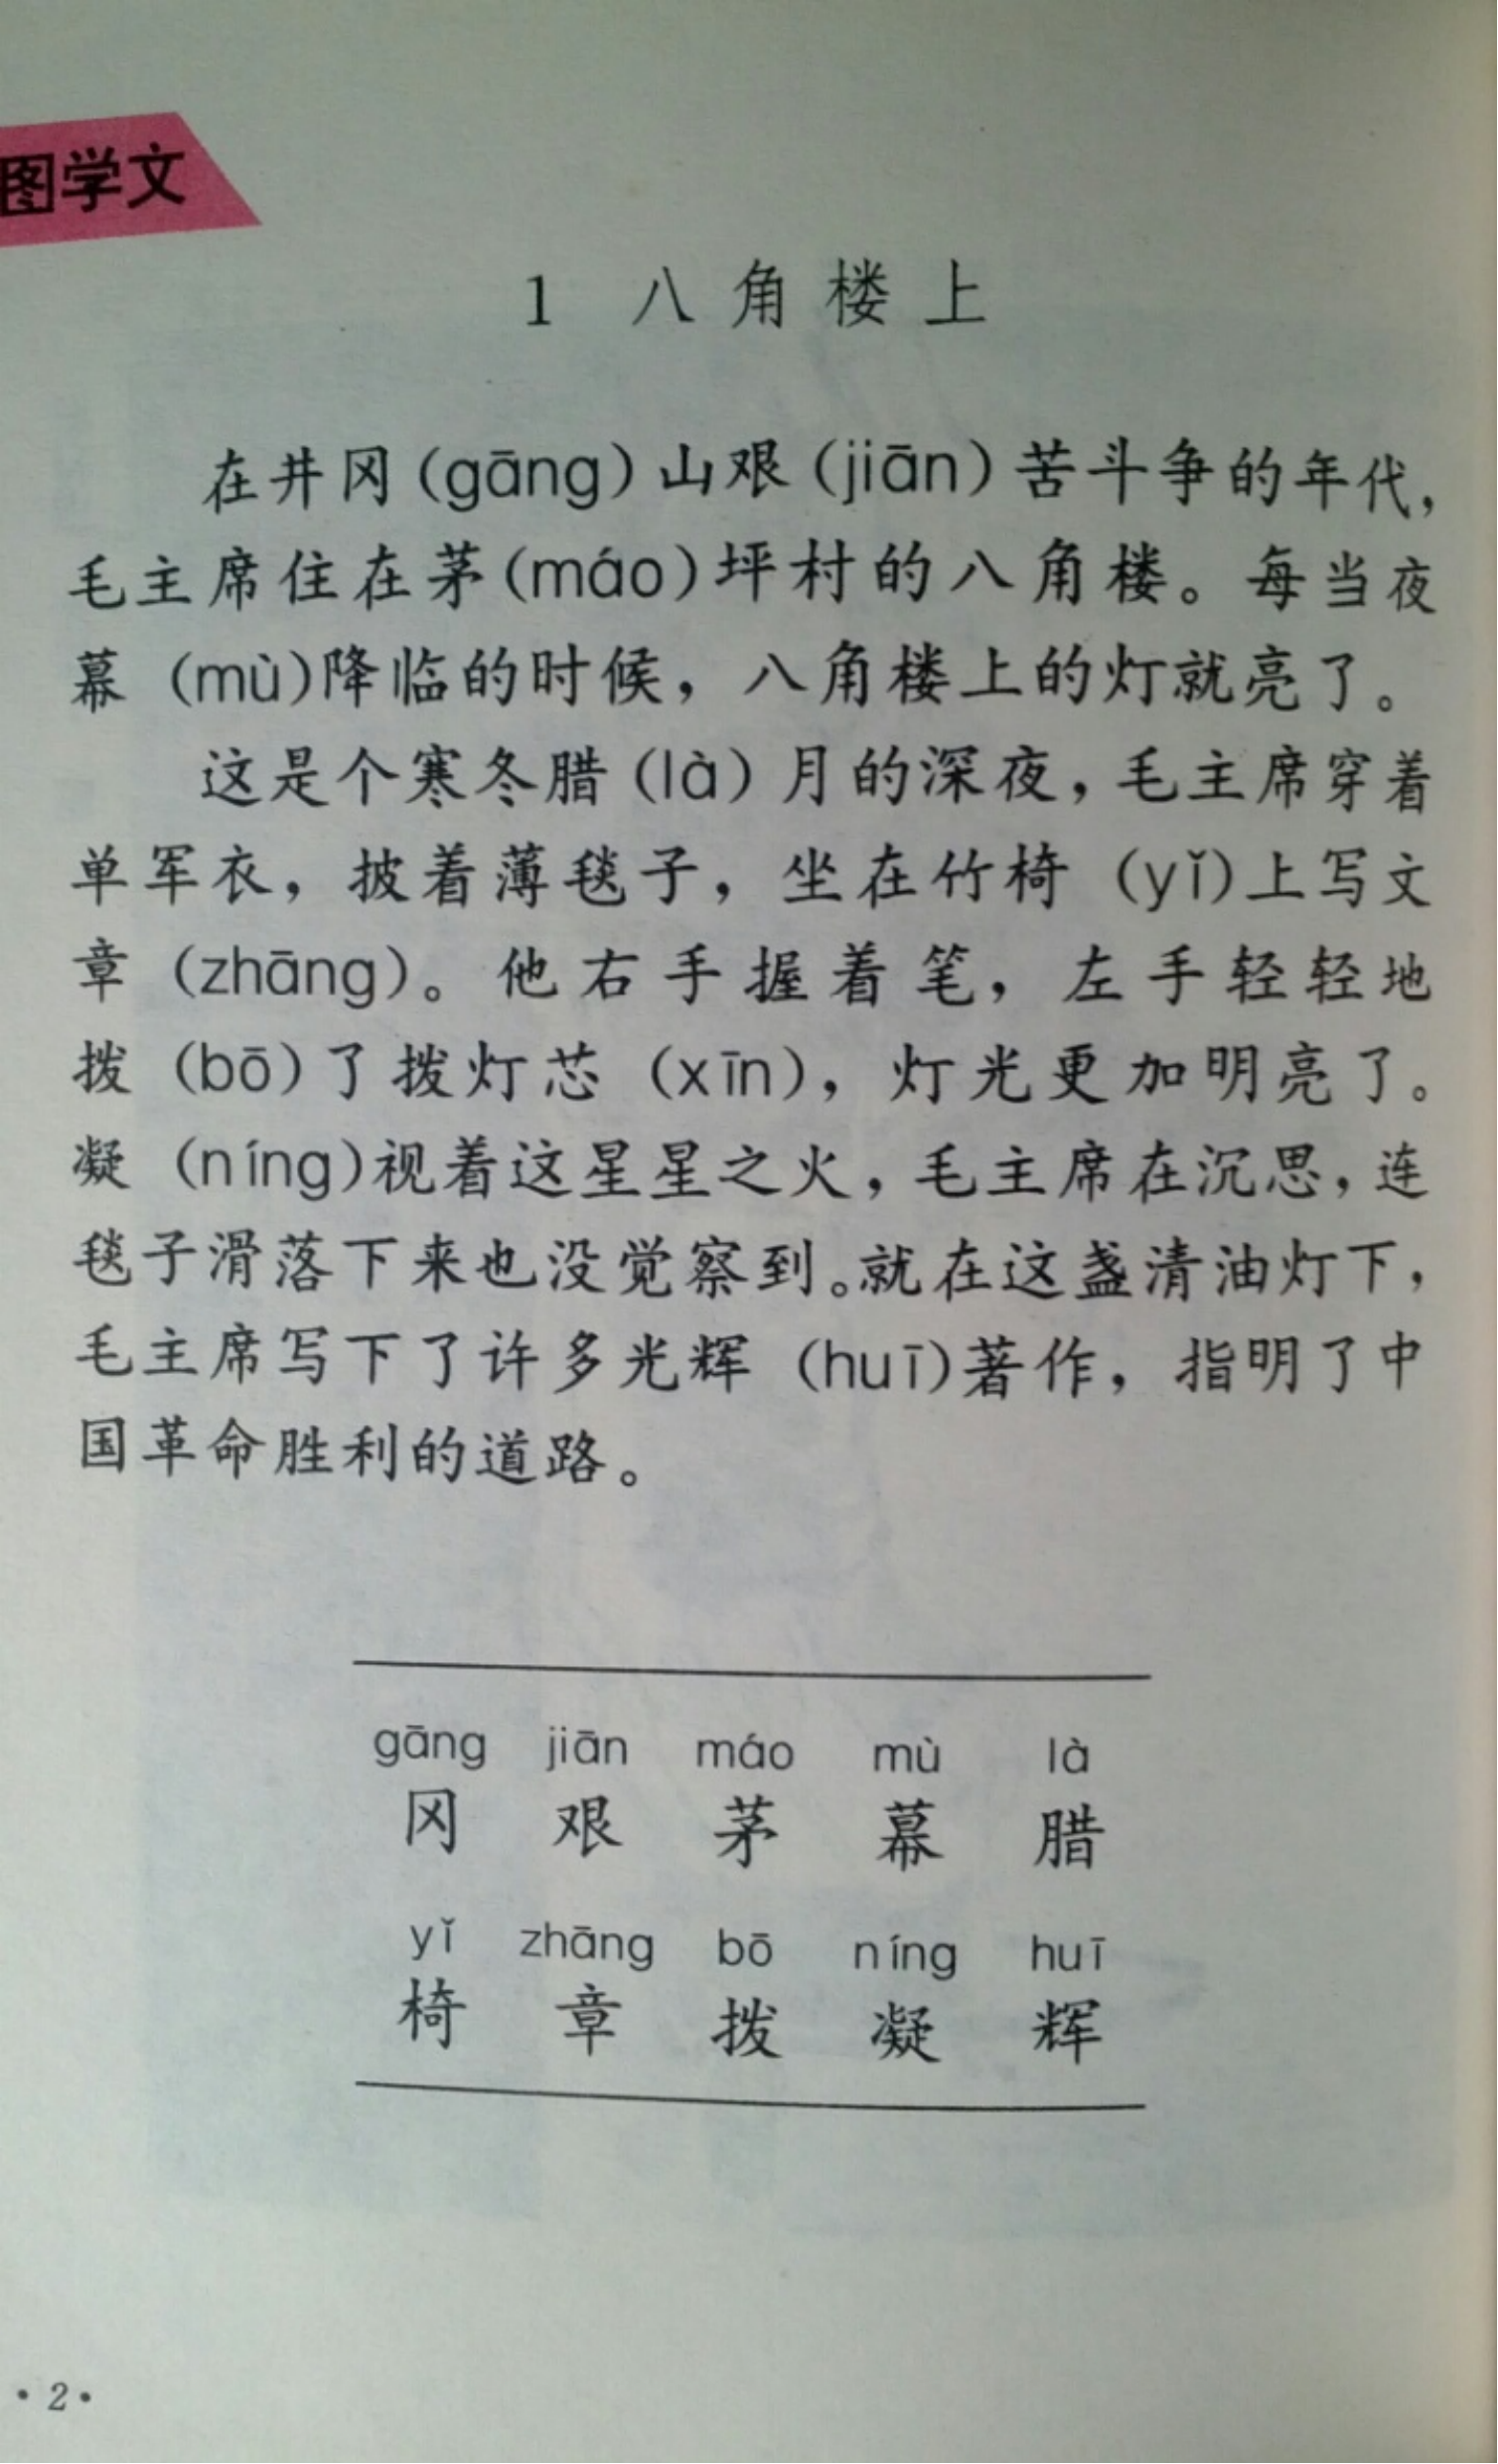 图学文
1 八角楼上
在井冈(gāng)山艰(jiān)苦斗争的年代,
毛主席住在茅(máo)坪村的八角楼。每当夜
幕(mù)降临的时候，八角楼上的灯就亮了。
这是个寒冬腊(là)月的深夜，毛主席穿着
单军衣，披着薄毯子，坐在竹椅(yǐ)上写文
章(zhāng)。他右手握着笔，左手轻轻地
拨(bō)了拨灯芯(xīn)，灯光更加明亮了。
凝(níng)视着这星星之火，毛主席在沉思，连
毯子滑落下来也没觉察到。就在这盏清油灯下，
毛主席写下了许多光辉(huī)著作，指明了中
国革命胜利的道路。
gāng jiān máo mù là
冈 艰 茅 幕 腊
yǐ zhāng bō níng huī
椅 章 拨 凝 辉
·2·